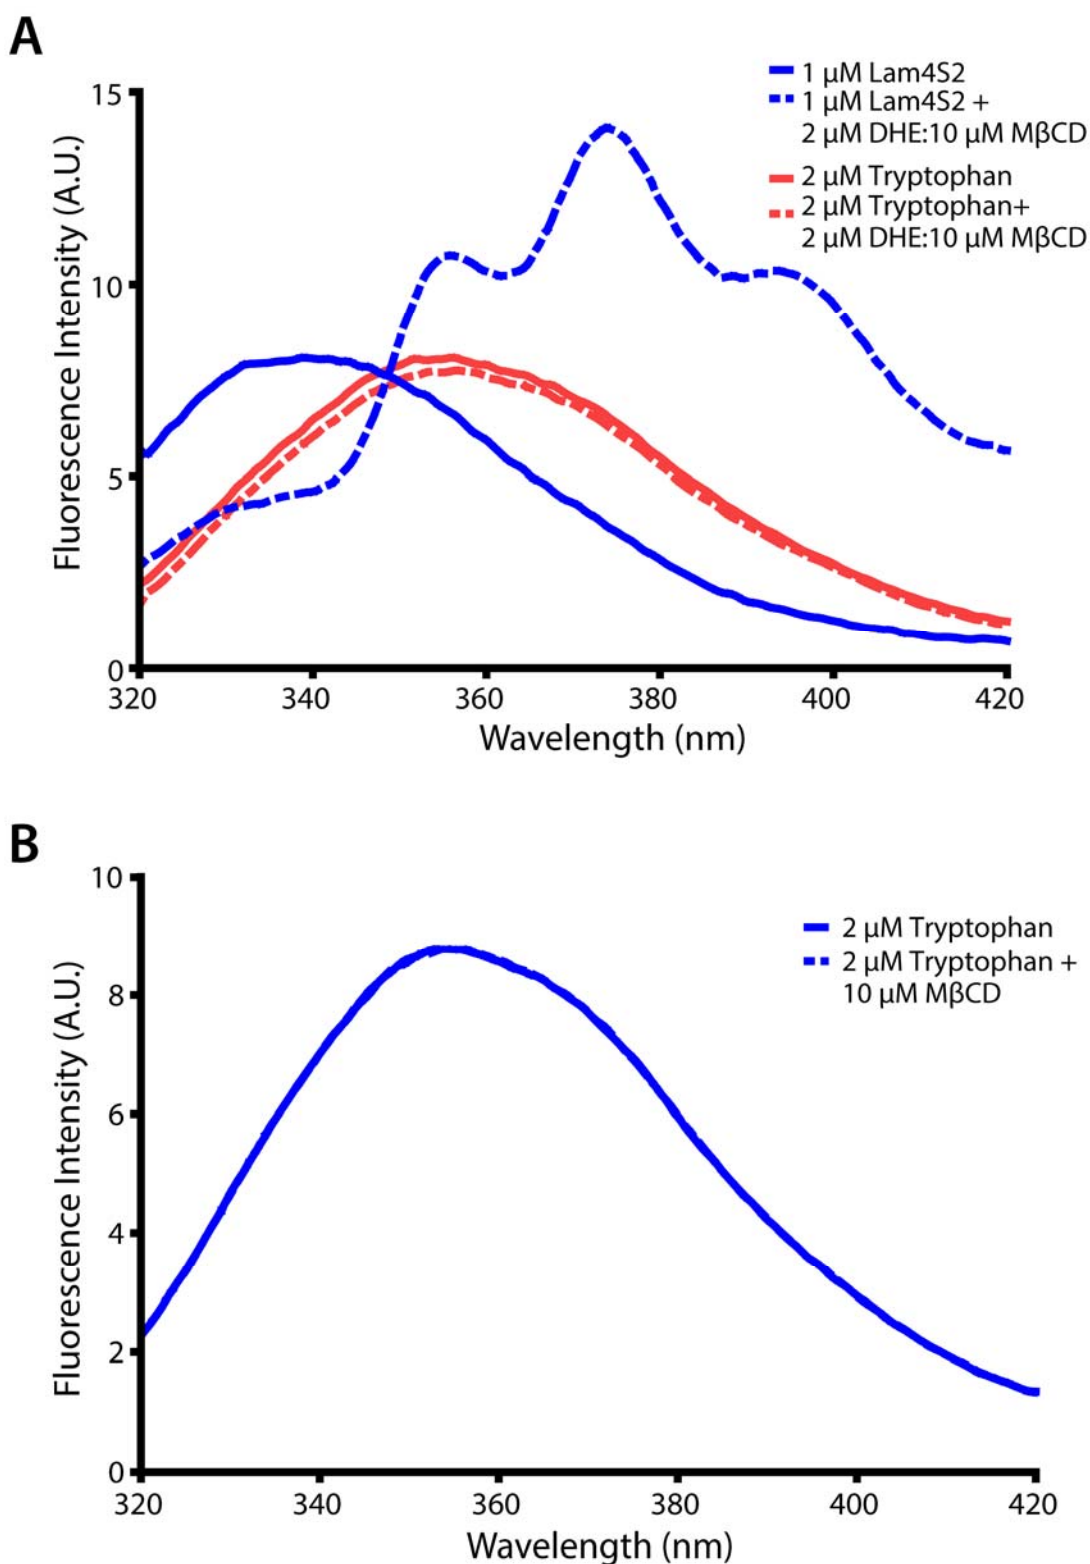 A
1 μM Lam4S2
1 μM Lam4S2 +
2 μM DHE:10 μM MβCD
2 μM Tryptophan
2 μM Tryptophan+
2 μM DHE:10 μM MβCD
Fluorescence Intensity (A.U.)
15
10
5
0
320 340 360 380 400 420
Wavelength (nm)
B
2 μM Tryptophan
2 μM Tryptophan +
10 μM MβCD
Fluorescence Intensity (A.U.)
10
8
6
4
2
0
320 340 360 380 400 420
Wavelength (nm)